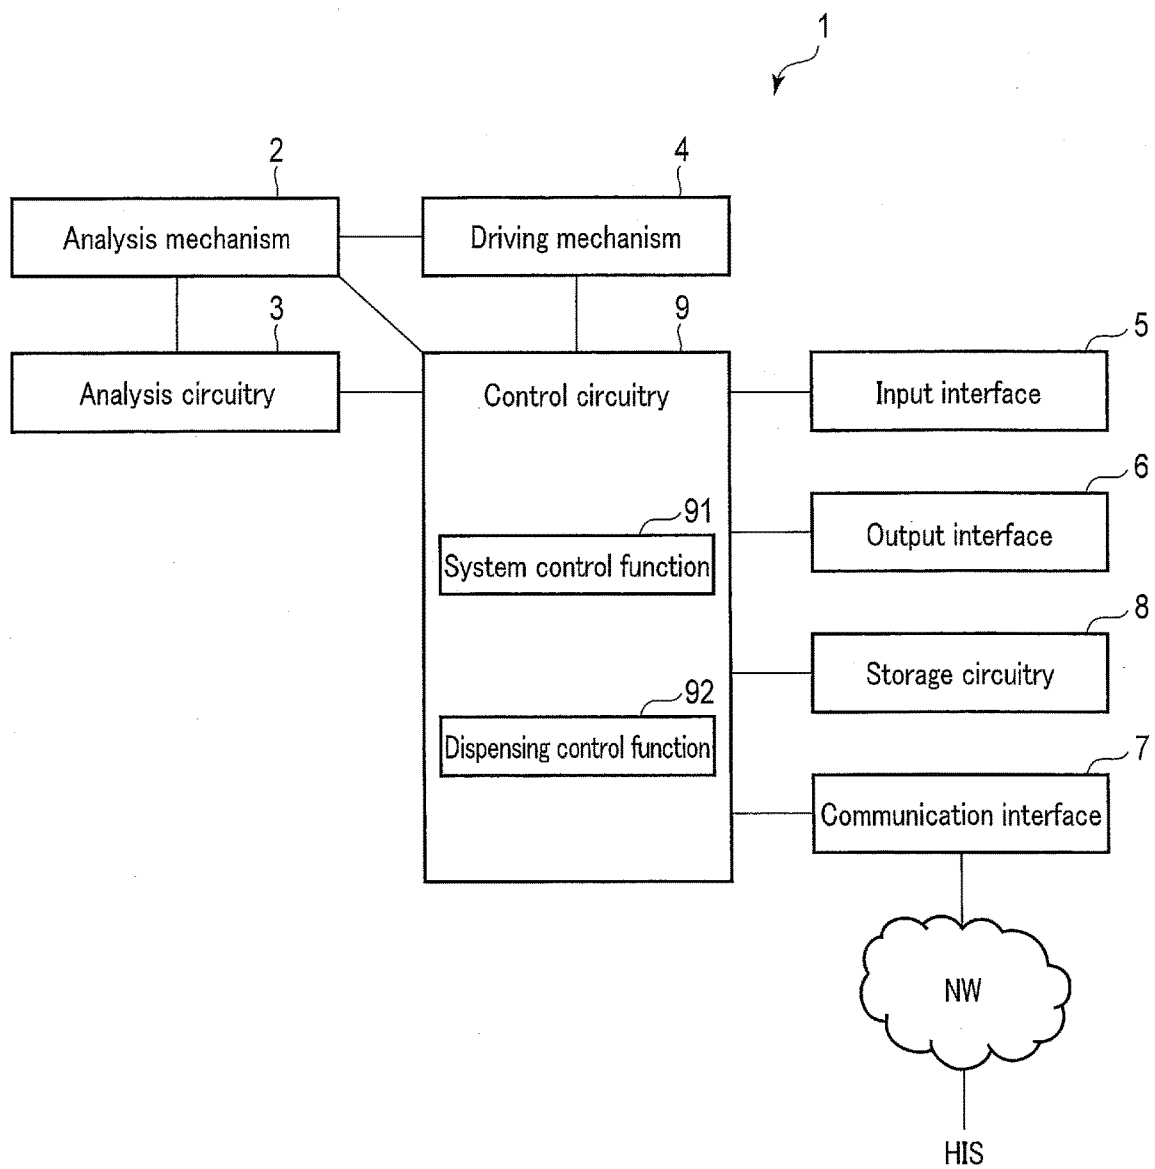 1
2
4
Analysis mechanism
Driving mechanism
3
9
5
Analysis circuitry
Control circuitry
Input interface
6
91
Output interface
System control function
8
Storage circuitry
92
Dispensing control function
7
Communication interface
NW
HIS